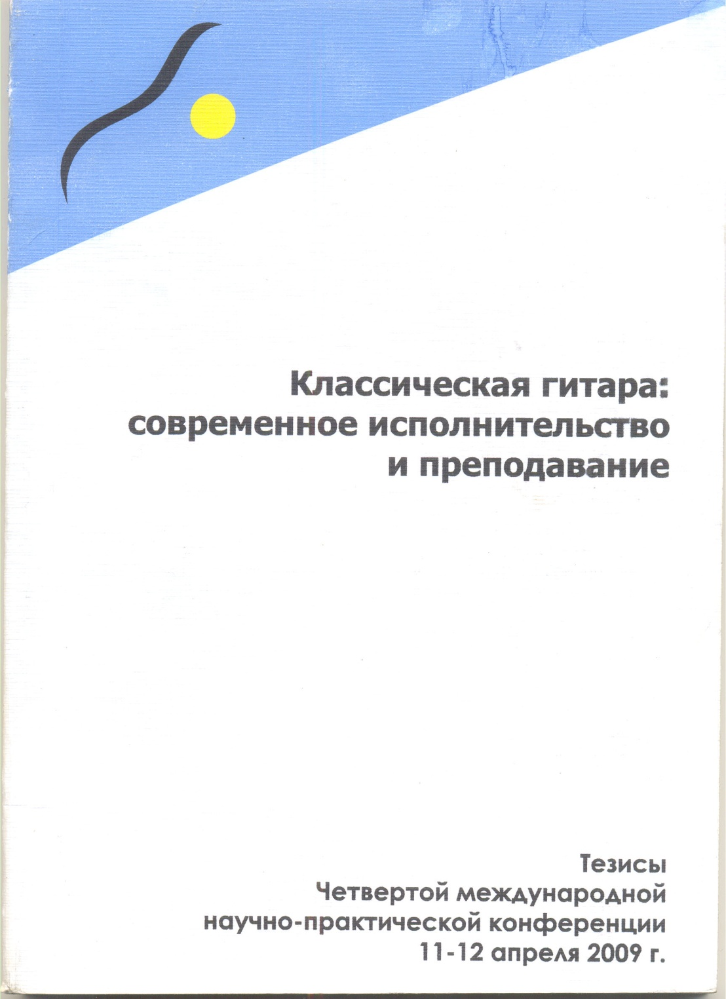 Классическая гитара:
современное исполнительство
и преподавание
Тезисы
Четвертой международной
научно-практической конференции
11-12 апреля 2009 г.